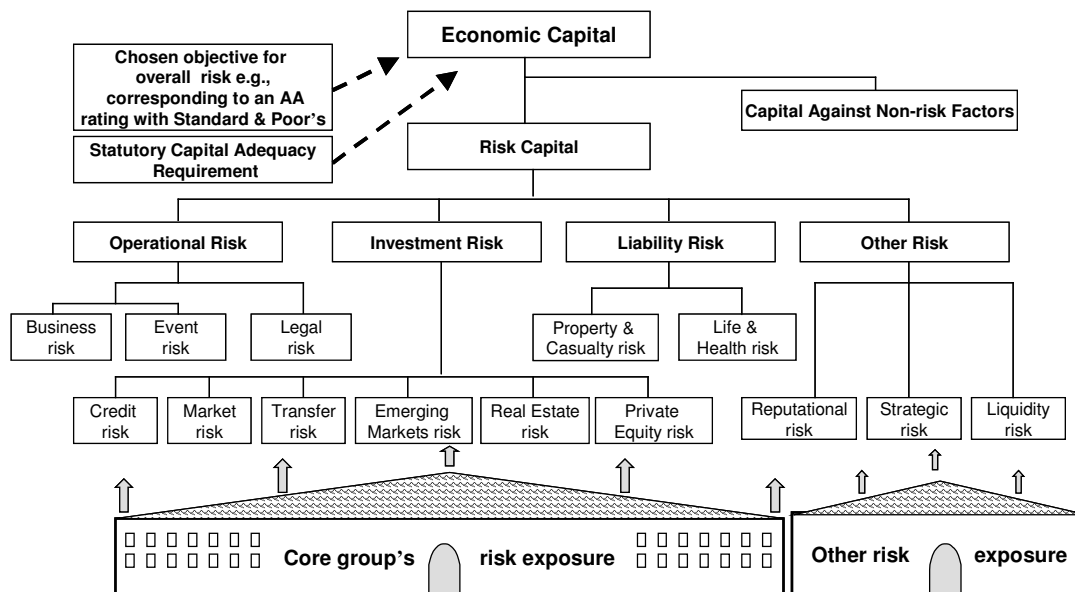 Economic Capital
Chosen objective for
overall risk e.g.,
corresponding to an AA
rating with Standard & Poor's
Capital Against Non-risk Factors
Statutory Capital Adequacy
Requirement
Risk Capital
Operational Risk
Investment Risk
Liability Risk
Other Risk
Business
risk
Event
risk
Legal
risk
Property &
Casualty risk
Life &
Health risk
Credit
risk
Market
risk
Transfer
risk
Emerging
Markets risk
Real Estate
risk
Private
Equity risk
Reputational
risk
Strategic
risk
Liquidity
risk
Core group's risk exposure
Other risk exposure